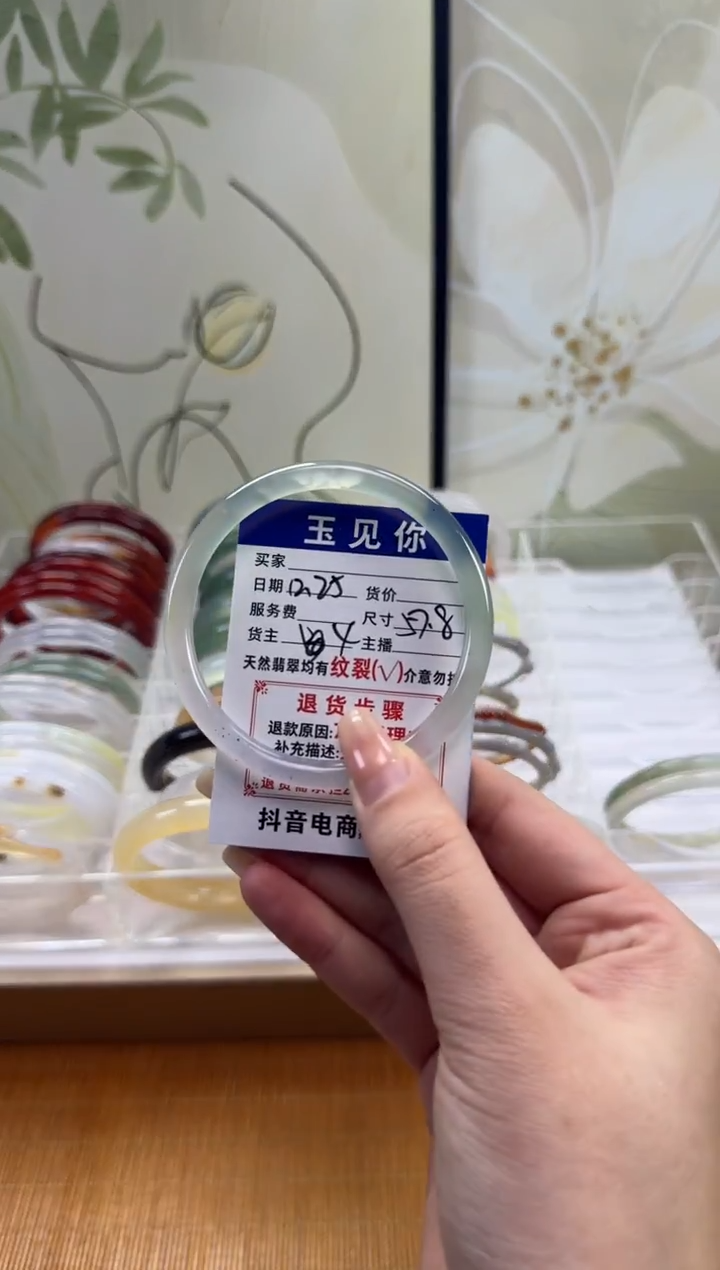 玉见你
买家
日期 12.25 货价
服务费 尺寸 57.8
货主 主播
天然翡翠均有纹裂(√)介意勿拍
退货步骤
退款原因:
补充描述:
抖音电商